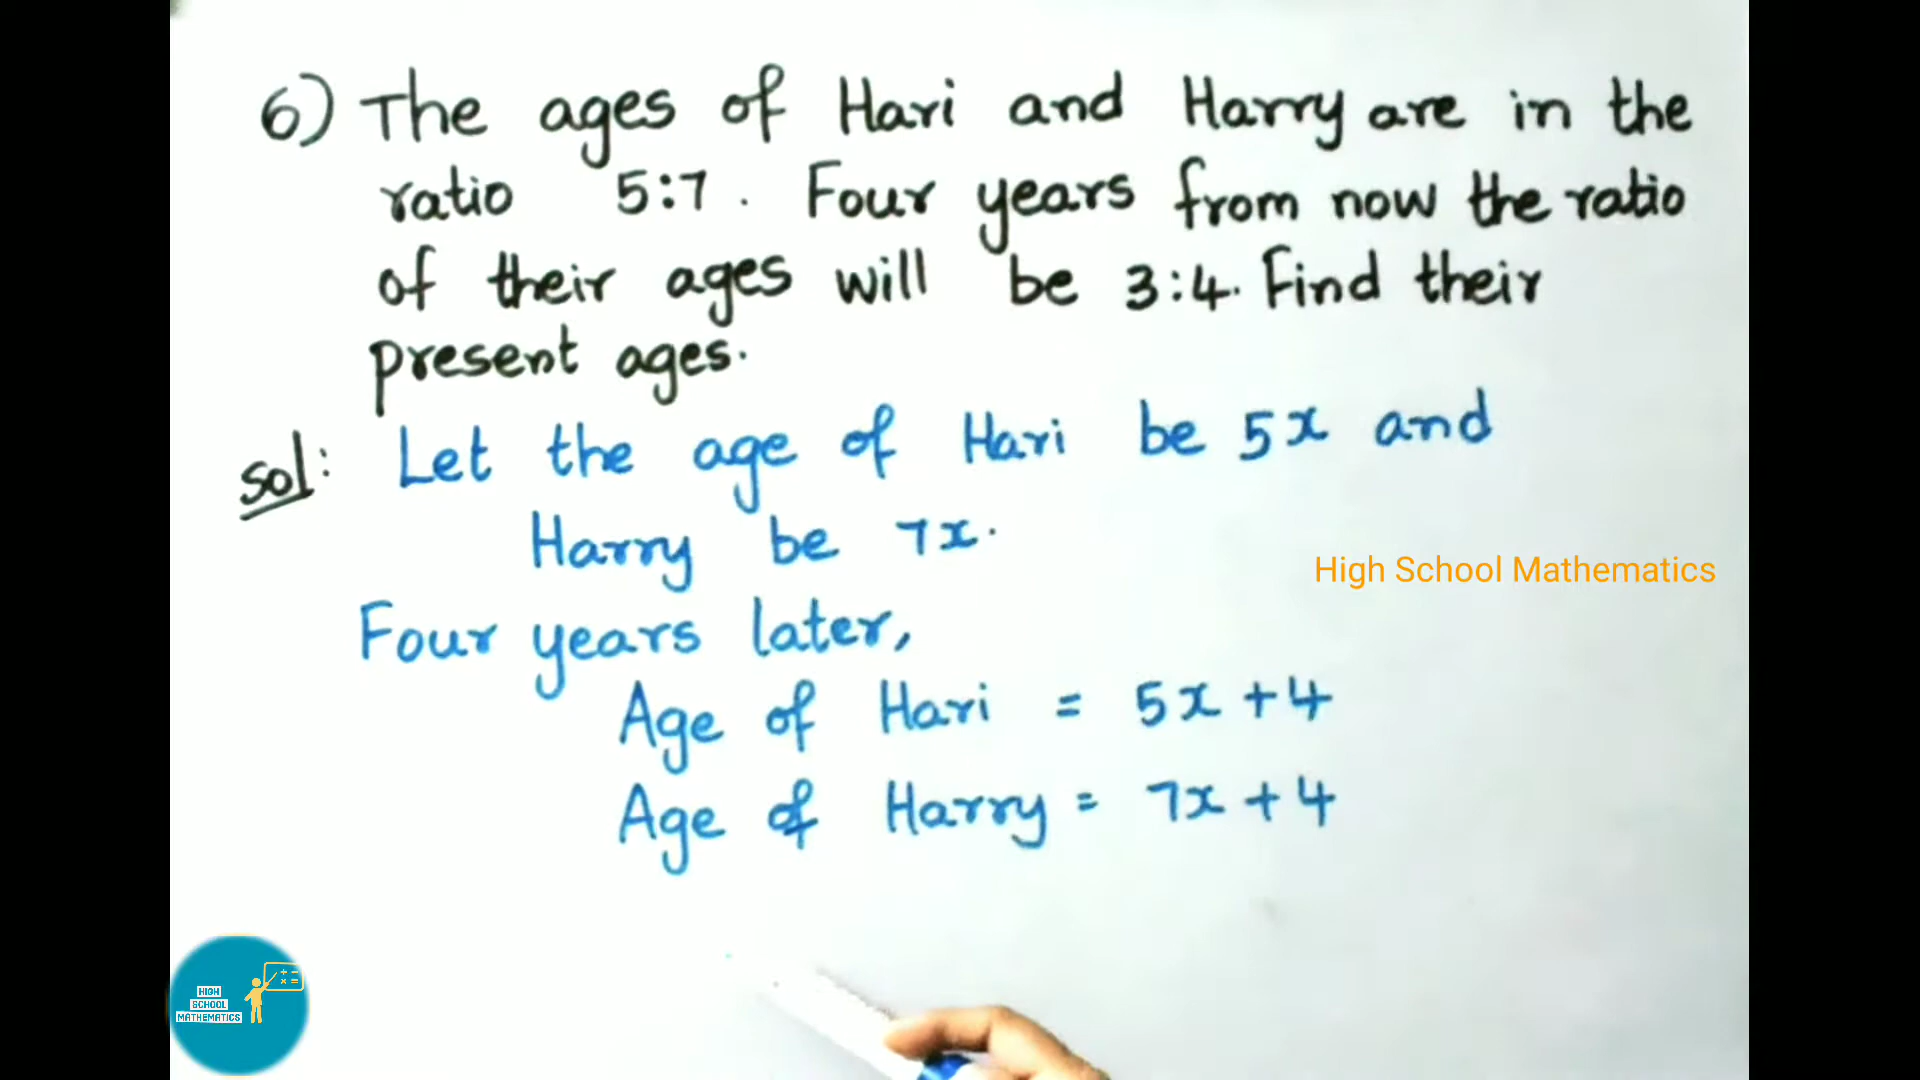 6) The ages of Hari and Harry are in the
ratio 5:7. Four years from now the ratio
of their ages will be 3:4. Find their
present ages.
Sol: Let the age of Hari be 5x and
Harry be 7x.
High School Mathematics
Four years later,
Age of Hari = 5x + 4
Age of Harry = 7x + 4
HIGH
SCHOOL
MATHEMATICS